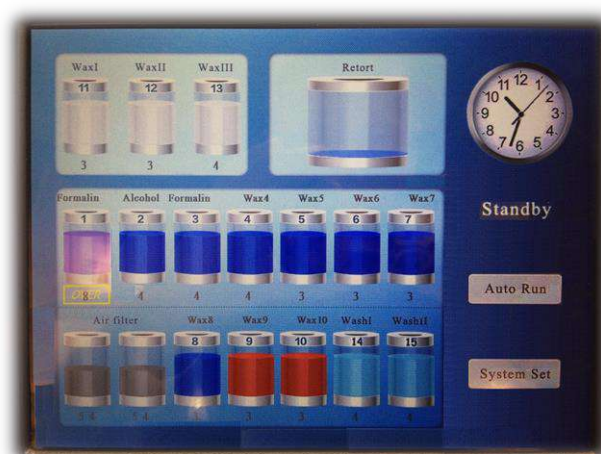 WaxI WaxII WaxIII
11 12 13
3 3 4
Retort
12 1 2 3 4 5 6 7 8 9 10 11
Standby
Formalin Alcohol Formalin Wax4 Wax5 Wax6 Wax7
1 2 3 4 5 6 7
4 4 4 3 3 3
Auto Run
Air filter Wax8 Wax9 Wax10 WashI WashII
8 9 10 14 15
3 3 4 4
System Set